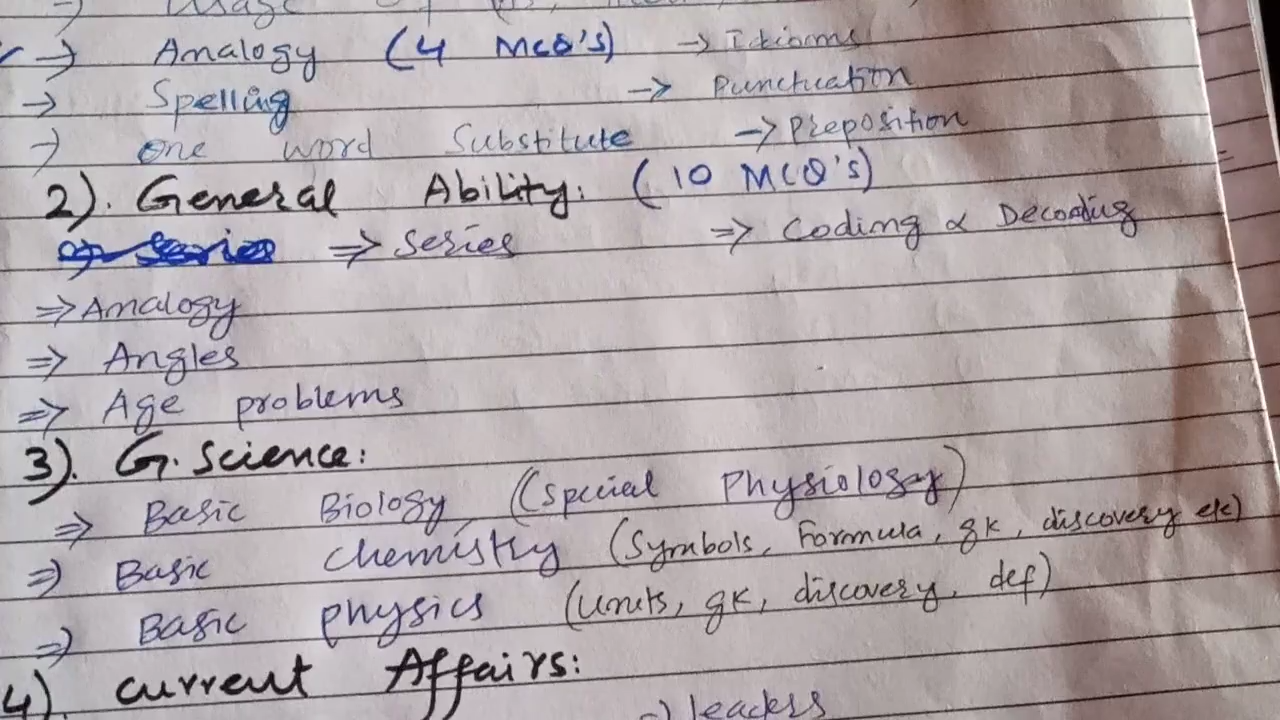 → Usage of
→ Analogy (4 MCQ's) → Idioms
→ Spelling → Punctuation
→ One word Substitute → Preposition
2). General Ability: (10 MCQ's)
⇒ Series ⇒ Coding & Decoding
⇒ Analogy
⇒ Angles
⇒ Age problems
3). G. Science:
⇒ Basic Biology (special Physiology)
⇒ Basic chemistry (Symbols, Formula, gk, discovery etc)
⇒ Basic physics (Units, gk, discovery, def)
4). Current Affairs:
→ leaders